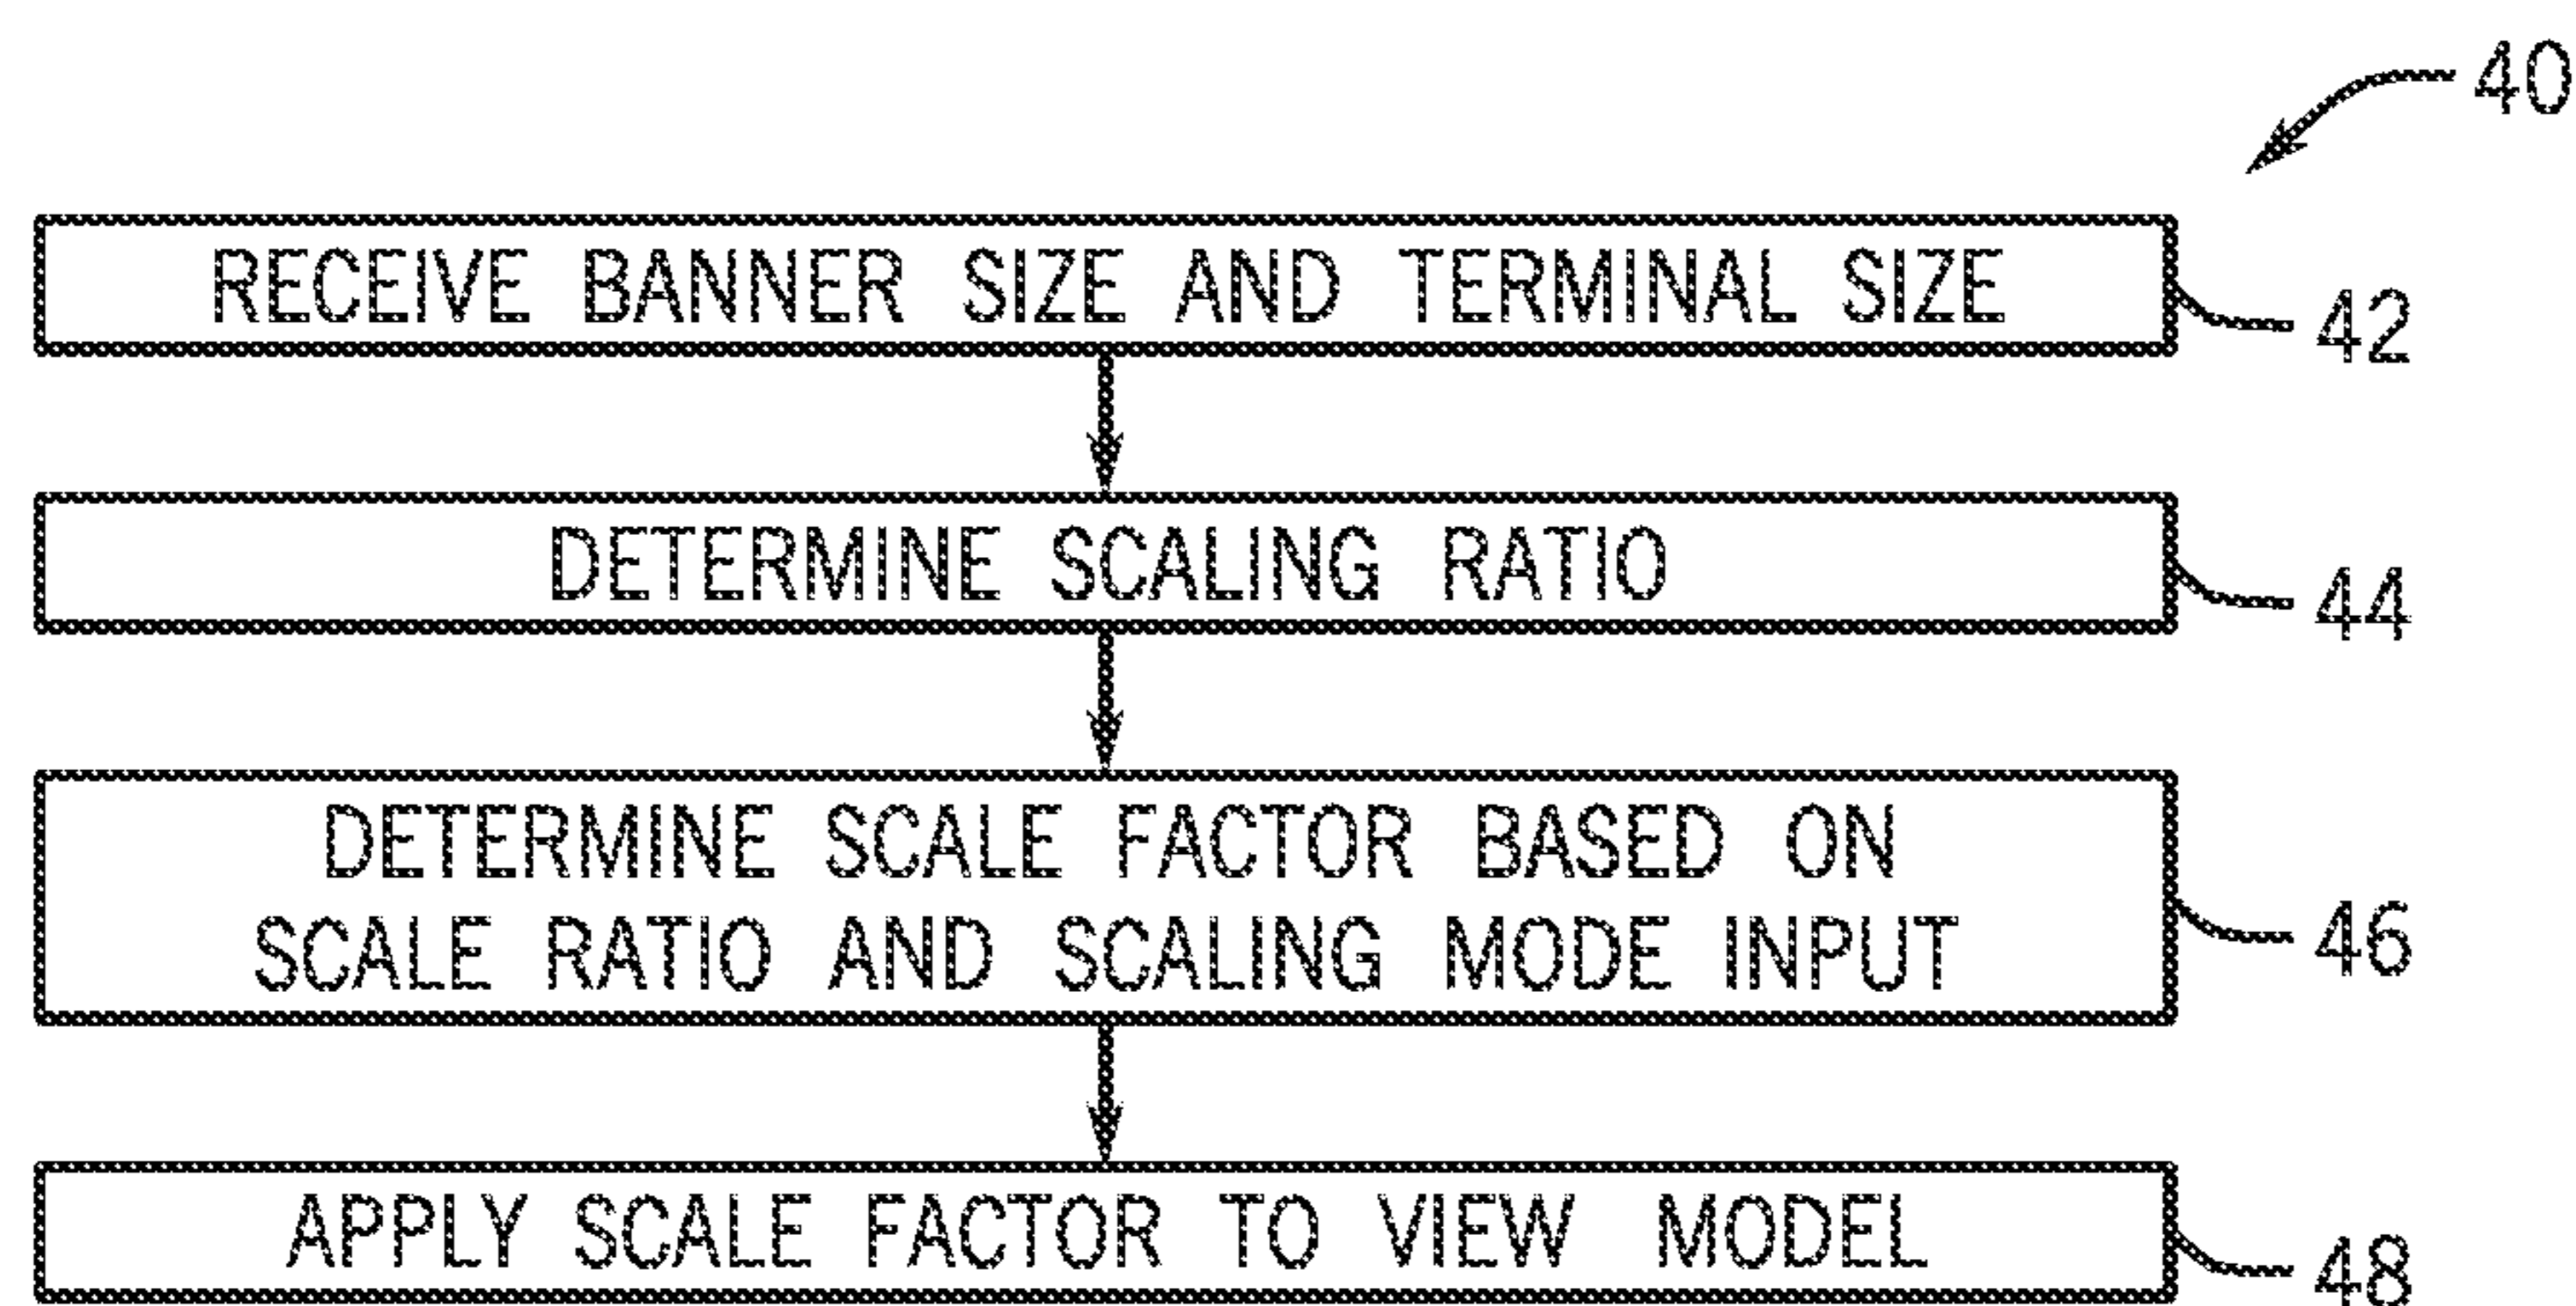 40
RECEIVE BANNER SIZE AND TERMINAL SIZE
42
DETERMINE SCALING RATIO
44
DETERMINE SCALE FACTOR BASED ON
SCALE RATIO AND SCALING MODE INPUT
46
APPLY SCALE FACTOR TO VIEW MODEL
48